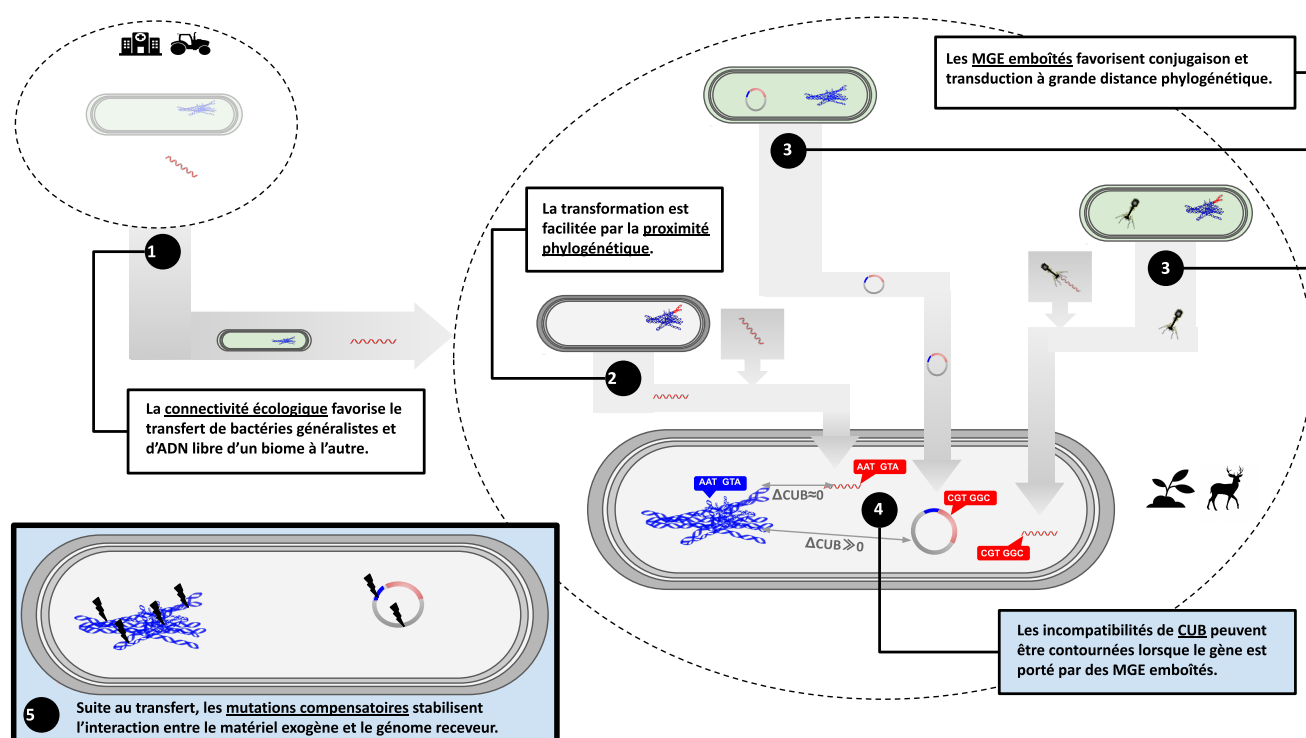 Les MGE emboîtés favorisent conjugaison et
transduction à grande distance phylogénétique.
3
3
La transformation est
facilitée par la proximité
phylogénétique.
1
2
La connectivité écologique favorise le
transfert de bactéries généralistes et
d’ADN libre d’un biome à l’autre.
AAT GTA
AAT GTA
ΔCUB≈0
CGT GGC
4
ΔCUB≫0
CGT GGC
Les incompatibilités de CUB peuvent
être contournées lorsque le gène est
porté par des MGE emboîtés.
5
Suite au transfert, les mutations compensatoires stabilisent
l’interaction entre le matériel exogène et le génome receveur.